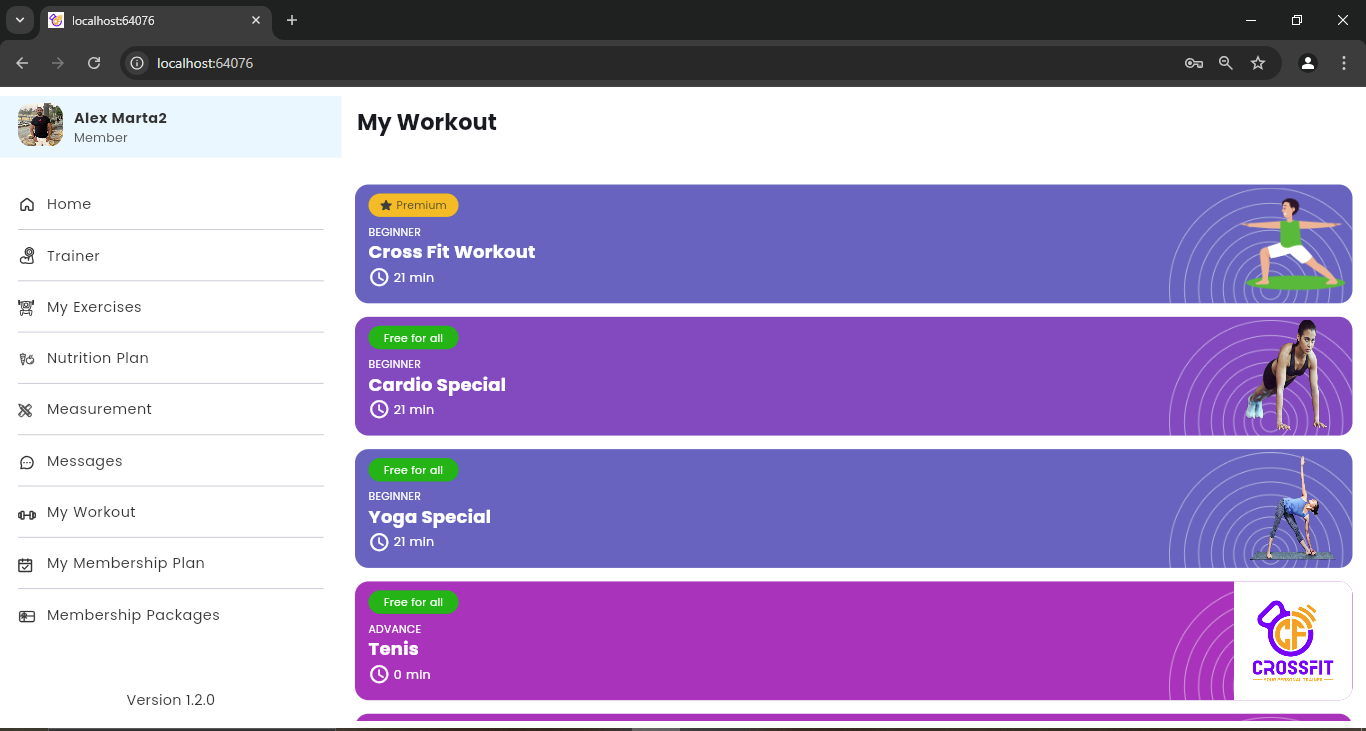 localhost:64076
localhost:64076
Alex Marta2
Member
Home
Trainer
My Exercises
Nutrition Plan
Measurement
Messages
My Workout
My Membership Plan
Membership Packages
Version 1.2.0
My Workout
Premium
BEGINNER
Cross Fit Workout
21 min
Free for all
BEGINNER
Cardio Special
21 min
Free for all
BEGINNER
Yoga Special
21 min
Free for all
ADVANCE
Tenis
0 min
CF
CROSSFIT
YOUR PERSONAL TRAINER